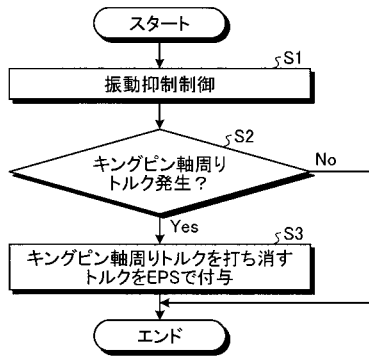 スタート
S1
振動抑制制御
S2
キングピン軸周り
トルク発生？
No
Yes
S3
キングピン軸周りトルクを打ち消す
トルクをEPSで付与
エンド